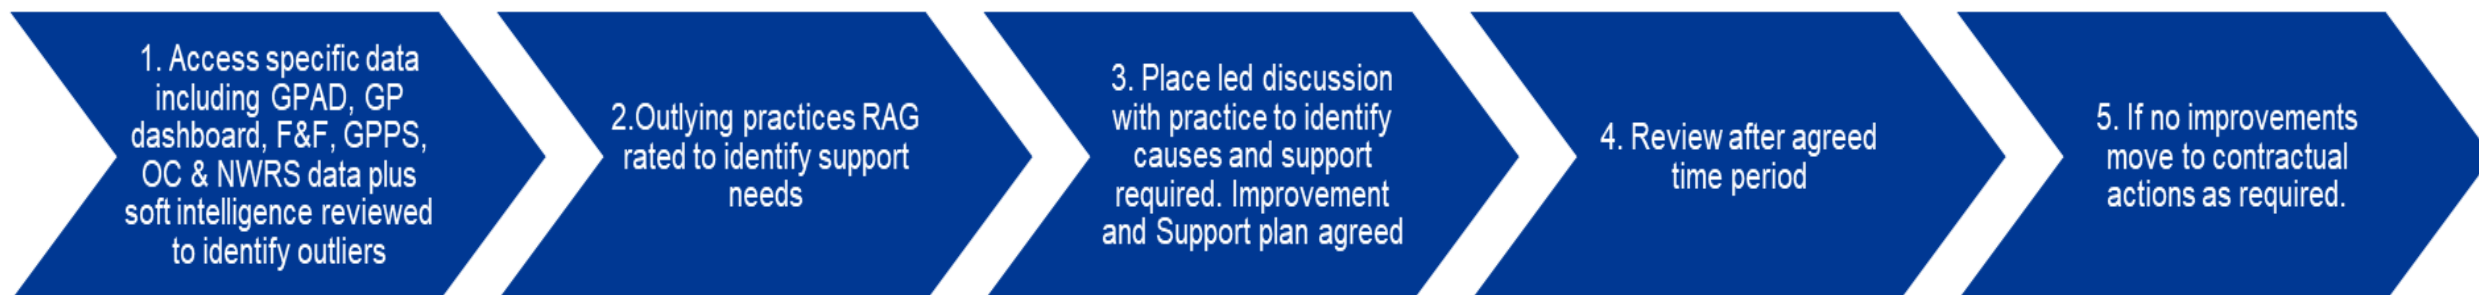 1. Access specific data
including GPAD, GP
dashboard, F&F, GPPS,
OC & NWRS data plus
soft intelligence reviewed
to identify outliers
2.Outlying practices RAG
rated to identify support
needs
3. Place led discussion
with practice to identify
causes and support
required. Improvement
and Support plan agreed
4. Review after agreed
time period
5. If no improvements
move to contractual
actions as required.